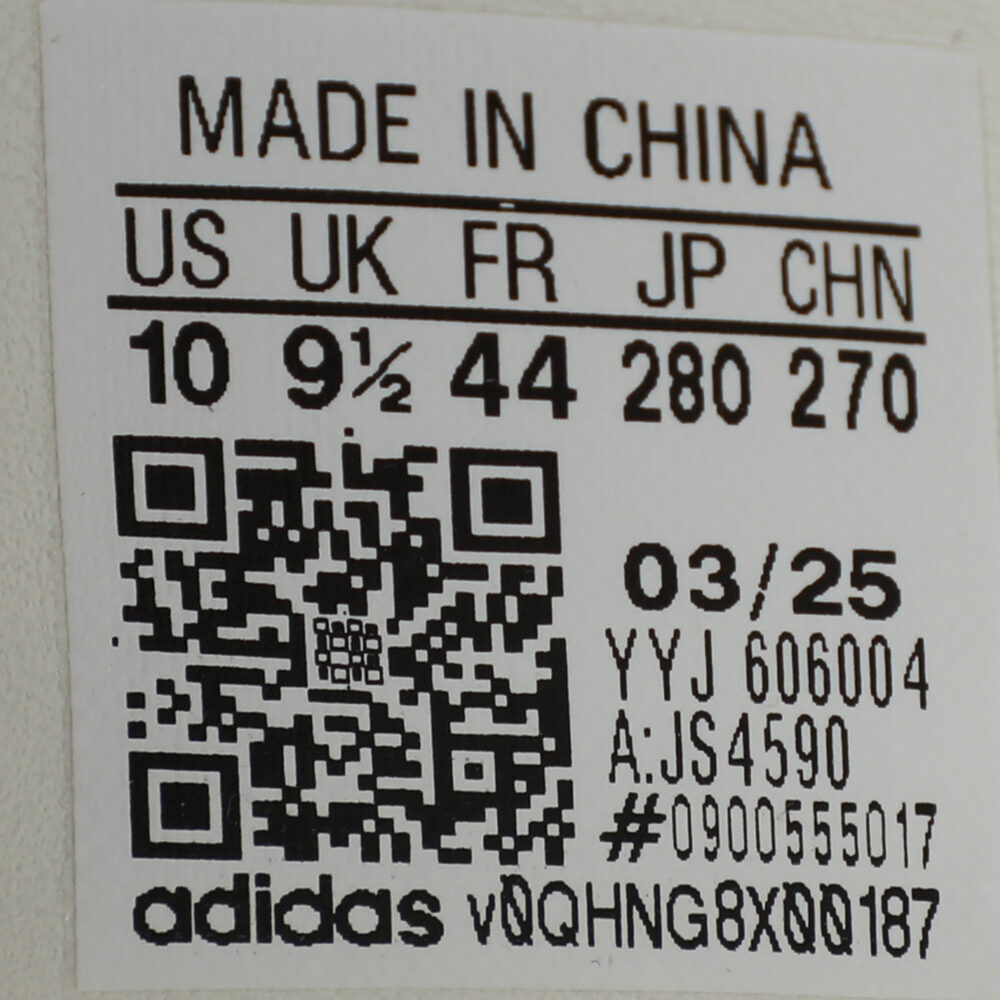 MADE IN CHINA
US UK FR JP CHN
10 9½ 44 280 270
03/25
YYJ 606004
A:JS4590
#0900555017
adidas v0QHNG8X00187